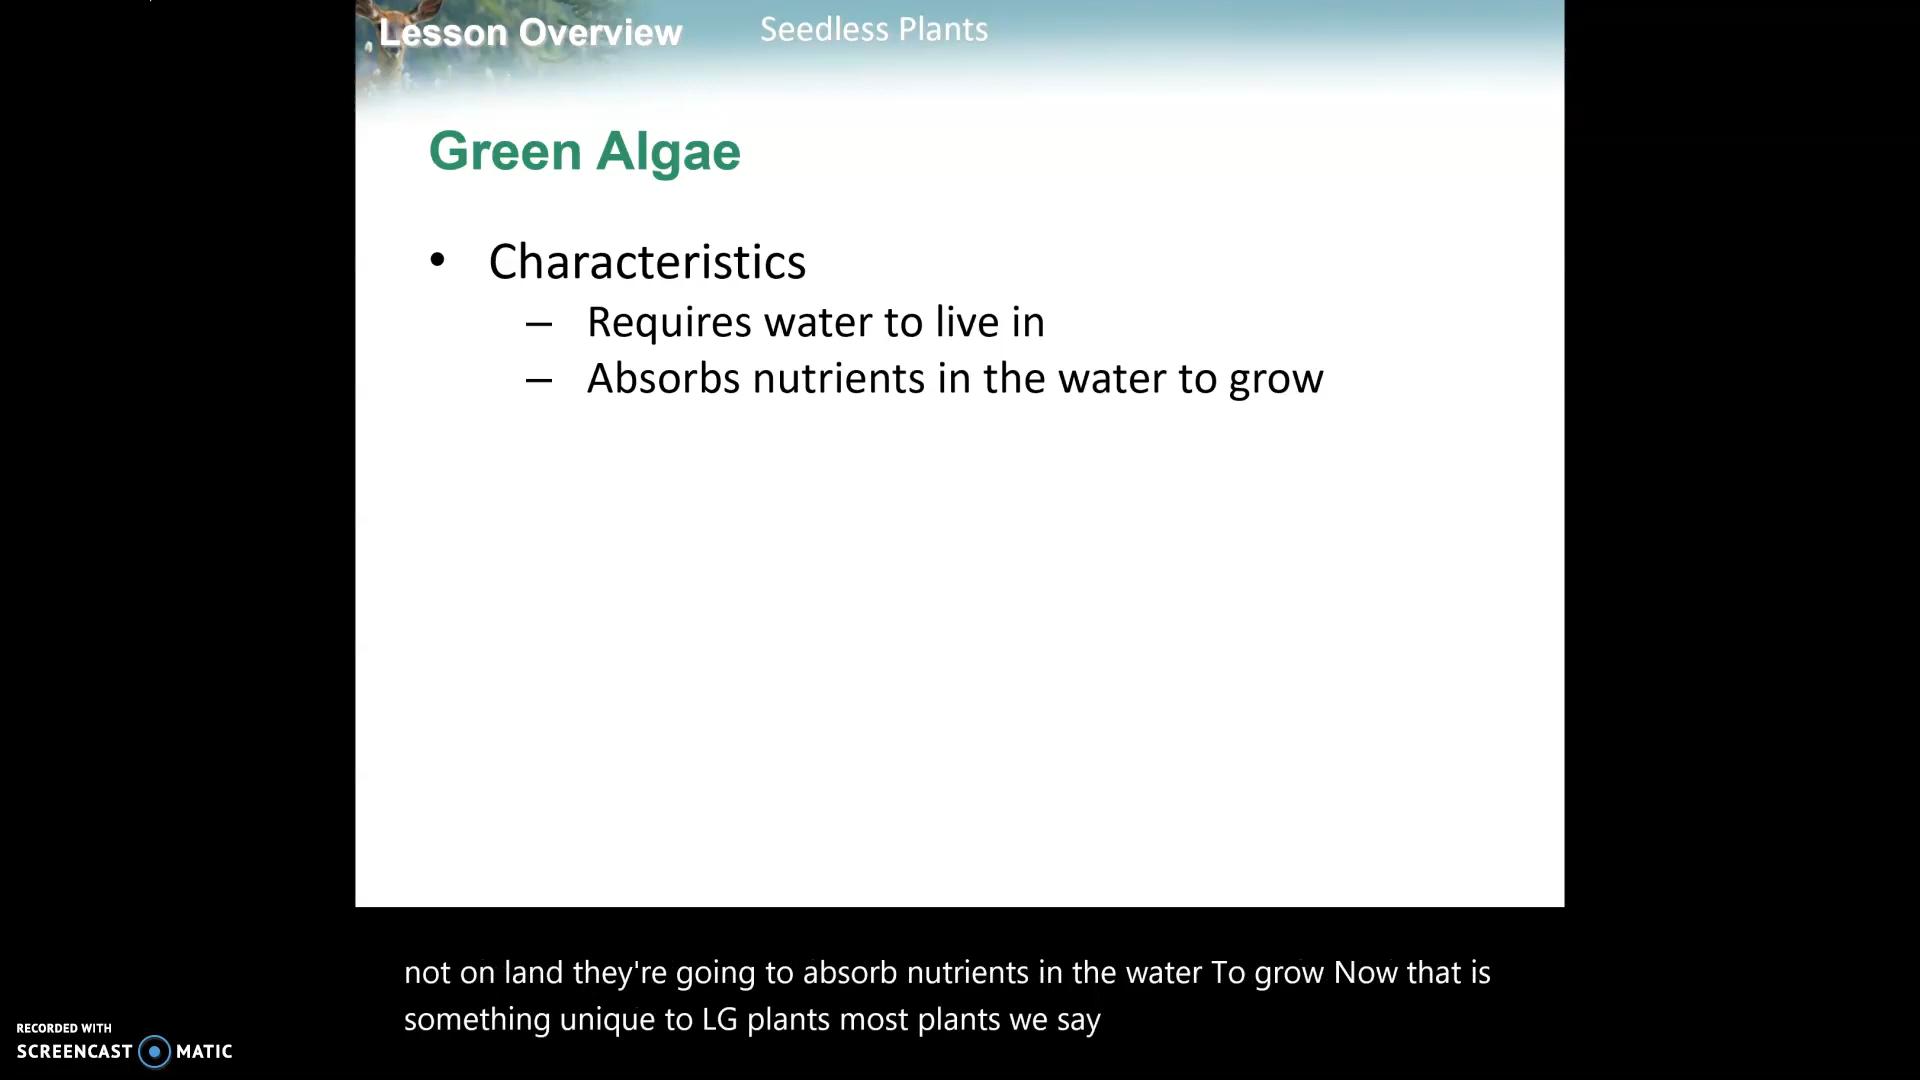 Lesson Overview Seedless Plants
Green Algae
• Characteristics
– Requires water to live in
– Absorbs nutrients in the water to grow
not on land they're going to absorb nutrients in the water To grow Now that is
something unique to LG plants most plants we say
RECORDED WITH
SCREENCAST MATIC